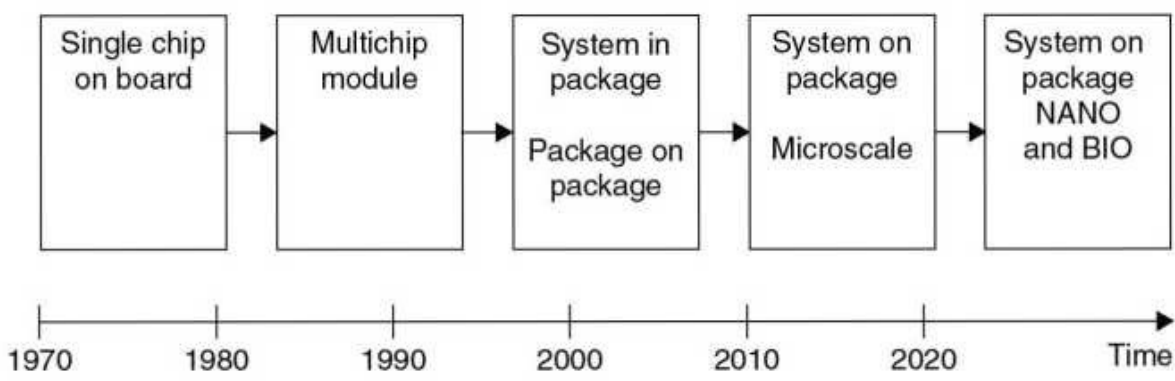 Single chip
on board
Multichip
module
System in
package
Package on
package
System on
package
Microscale
System on
package
NANO
and BIO
1970
1980
1990
2000
2010
2020
Time